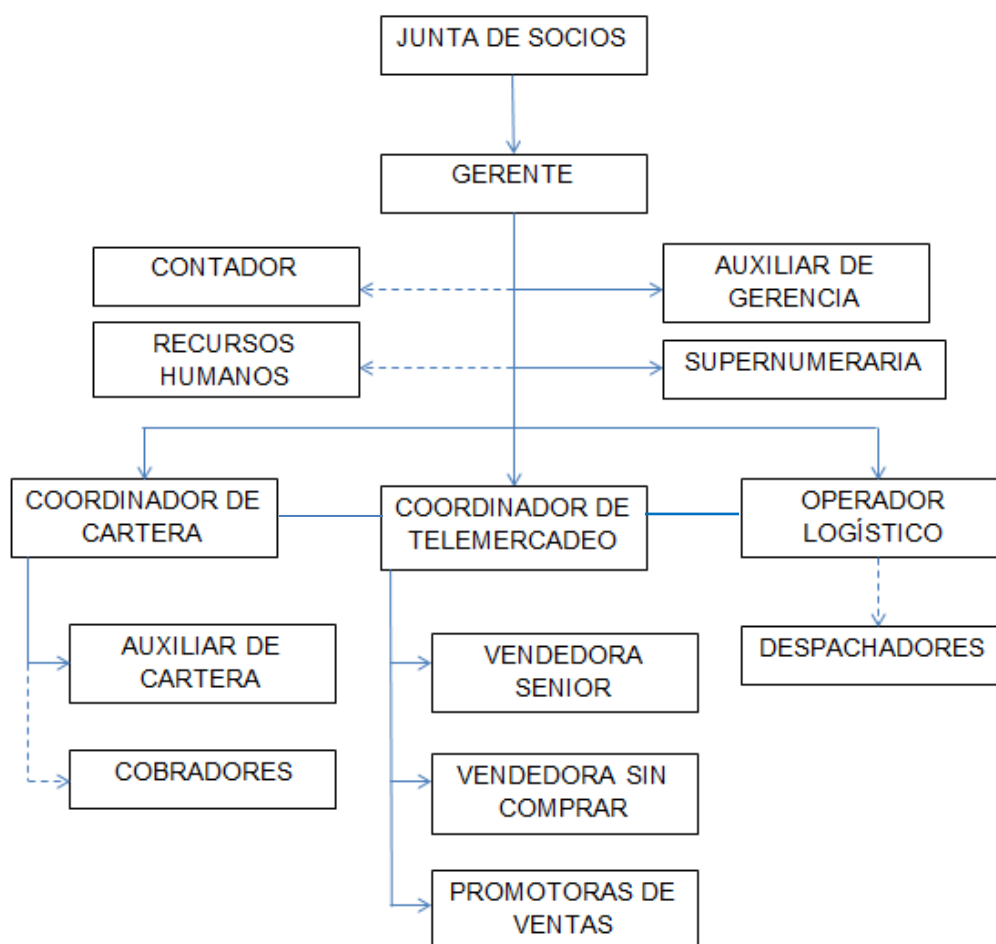 JUNTA DE SOCIOS
GERENTE
CONTADOR
AUXILIAR DE
GERENCIA
RECURSOS
HUMANOS
SUPERNUMERARIA
COORDINADOR DE
CARTERA
COORDINADOR DE
TELEMERCADEO
OPERADOR
LOGÍSTICO
AUXILIAR DE
CARTERA
COBRADORES
VENDEDORA
SENIOR
VENDEDORA SIN
COMPRAR
PROMOTORAS DE
VENTAS
DESPACHADORES